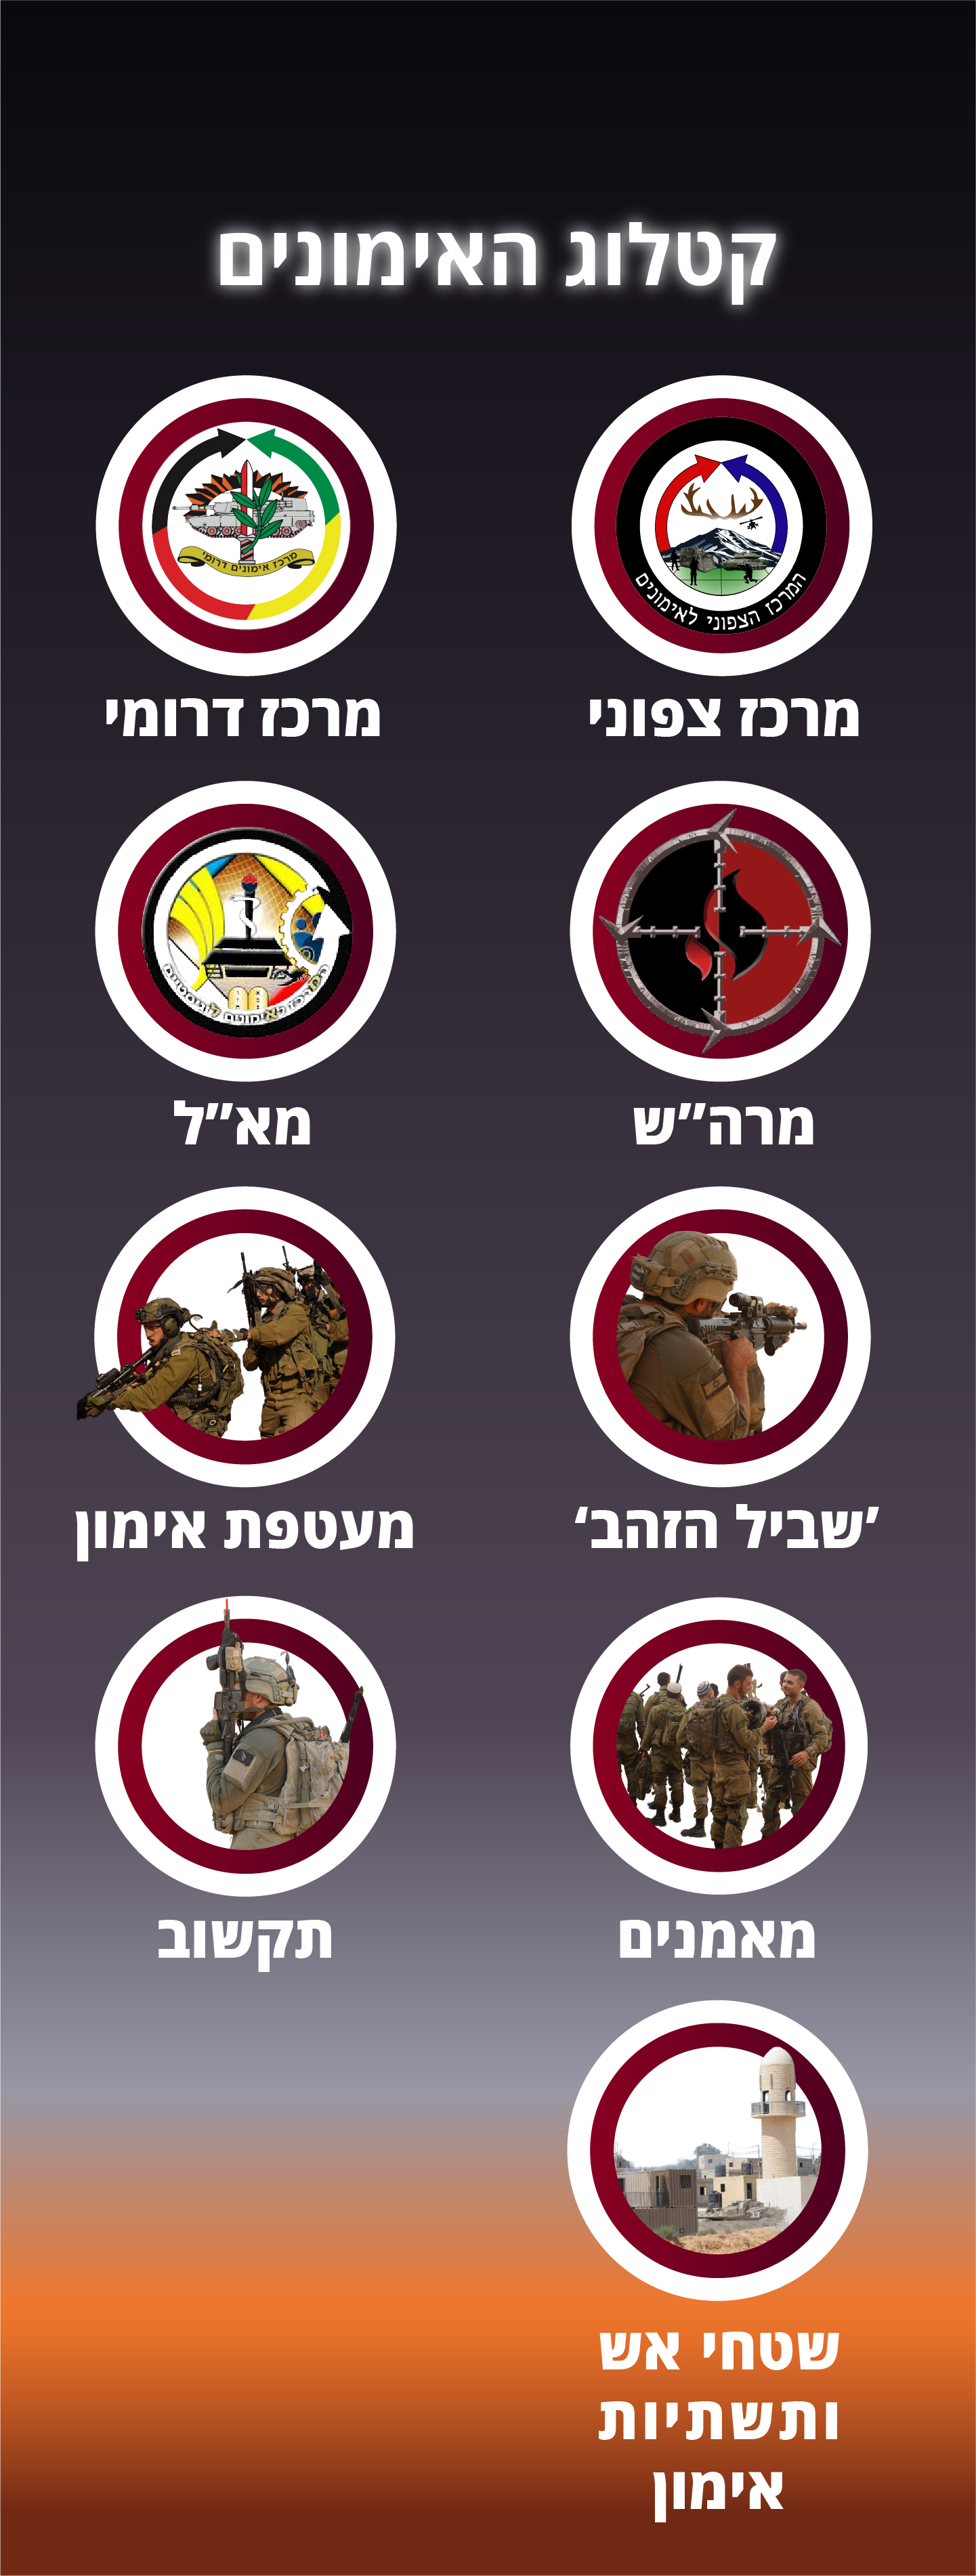 קטלוג האימונים
המרכז הצפוני לאימונים
מרכז צפוני
מרכז אימונים דרומי
מרכז דרומי
מרה"ש
המרכז לאימונים לוגיסטיים
מא"ל
'שביל הזהב'
מעטפת אימון
מאמנים
תקשוב
שטחי אש
ותשתיות
אימון